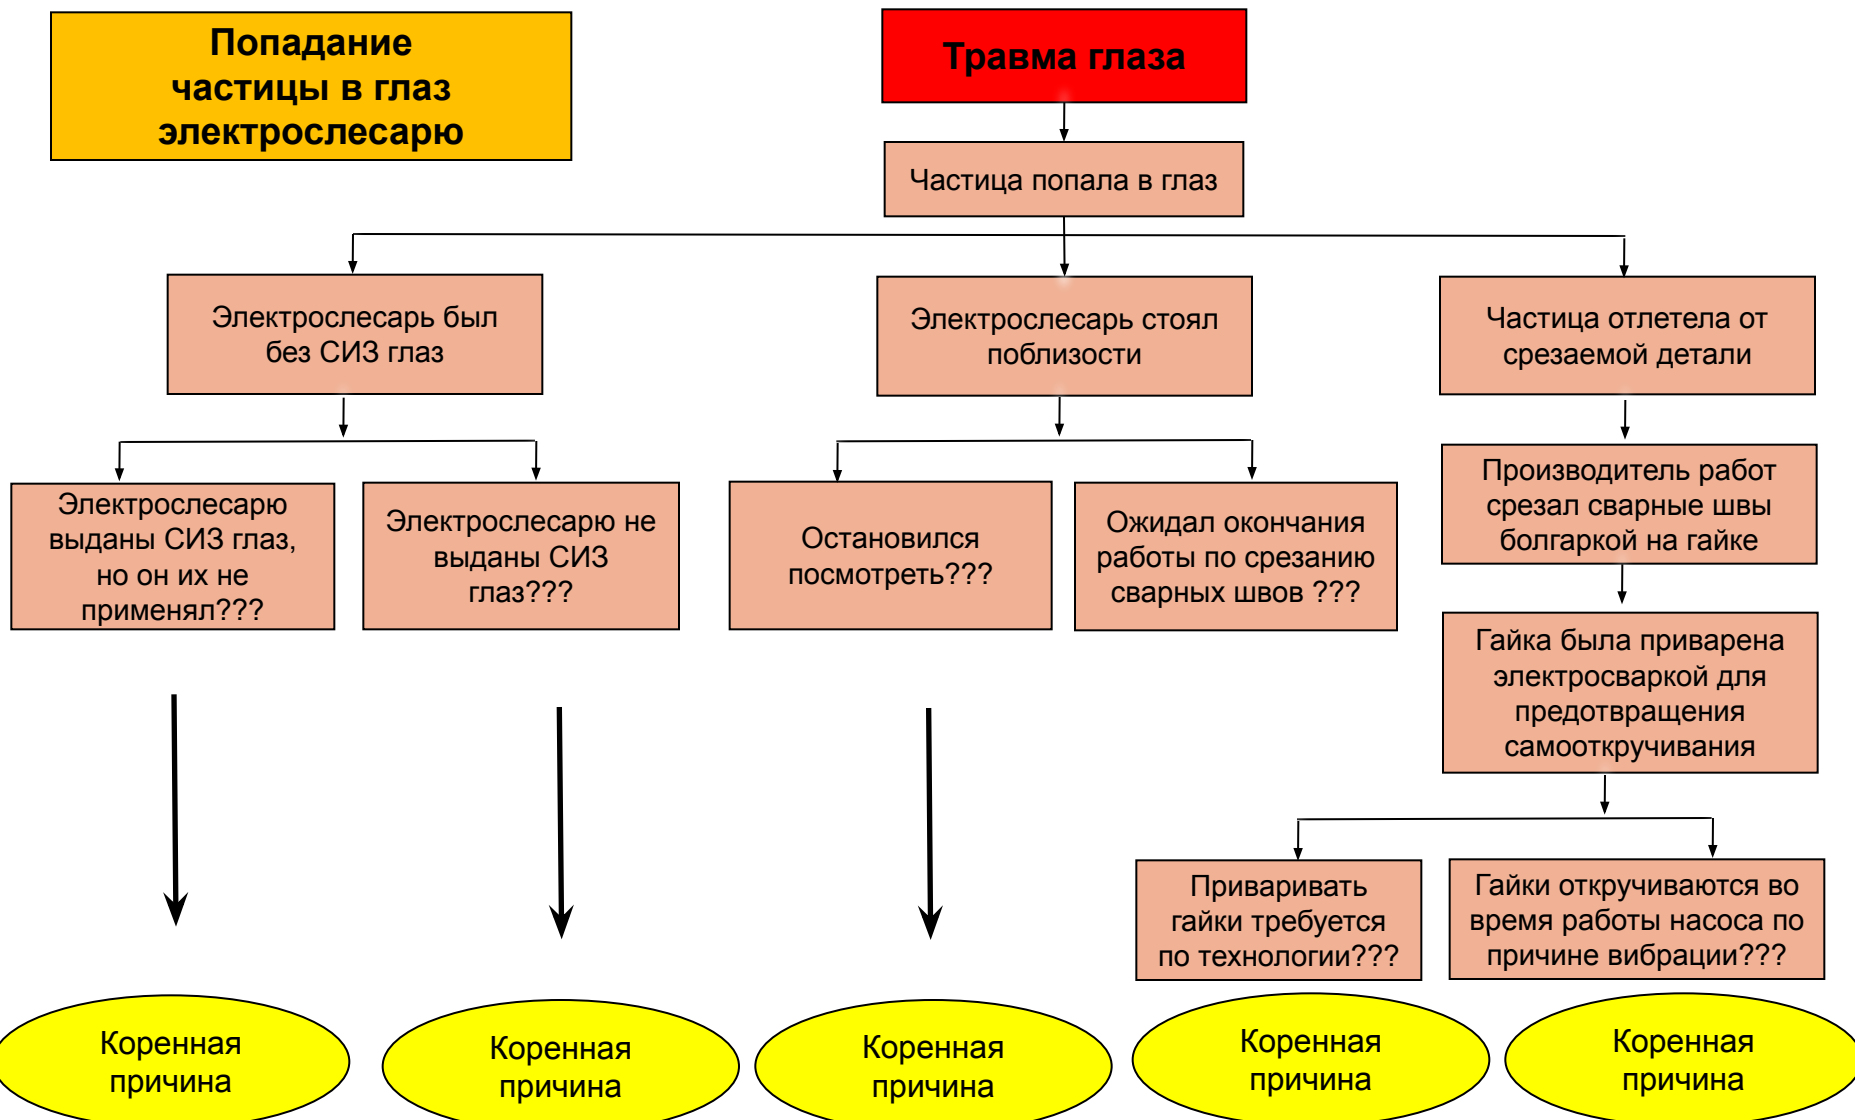 Попадание
частицы в глаз
электрослесарю
Травма глаза
Частица попала в глаз
Электрослесарь был
без СИЗ глаз
Электрослесарь стоял
поблизости
Частица отлетела от
срезаемой детали
Электрослесарю
выданы СИЗ глаз,
но он их не
применял???
Электрослесарю не
выданы СИЗ
глаз???
Остановился
посмотреть???
Ожидал окончания
работы по срезанию
сварных швов ???
Производитель работ
срезал сварные швы
болгаркой на гайке
Гайка была приварена
электросваркой для
предотвращения
самооткручивания
Приваривать
гайки требуется
по технологии???
Гайки откручиваются во
время работы насоса по
причине вибрации???
Коренная
причина
Коренная
причина
Коренная
причина
Коренная
причина
Коренная
причина